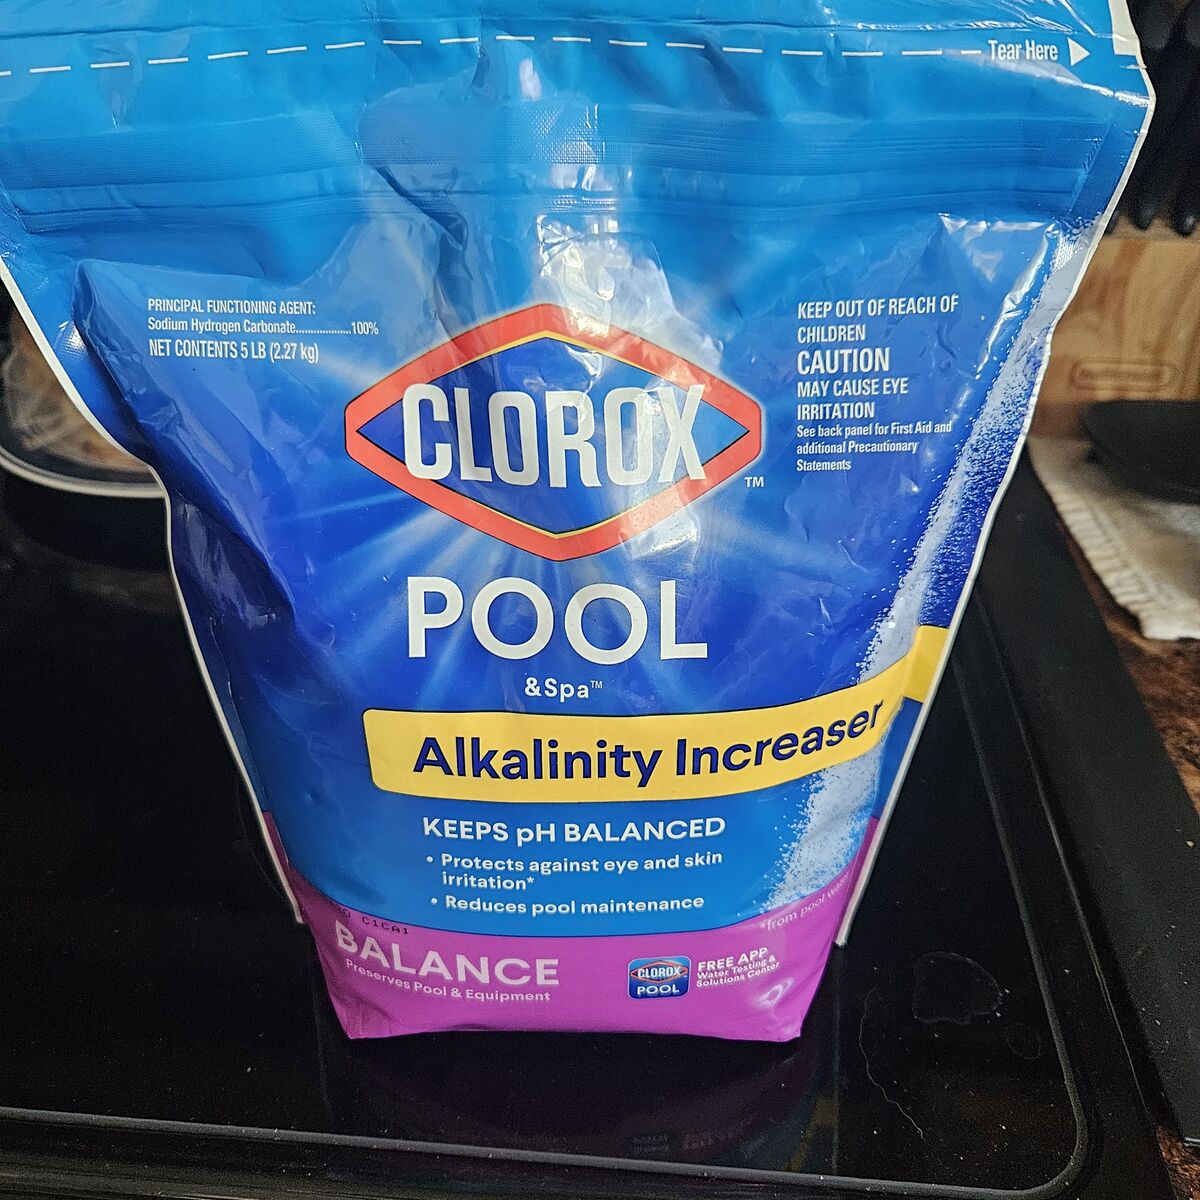 Tear Here
PRINCIPAL FUNCTIONING AGENT:
Sodium Hydrogen Carbonate..................100%
NET CONTENTS 5 LB (2.27 kg)
KEEP OUT OF REACH OF
CHILDREN
CAUTION
MAY CAUSE EYE
IRRITATION
See back panel for First Aid and
additional Precautionary
Statements
CLOROX
TM
POOL
&Spa™
Alkalinity Increaser
KEEPS pH BALANCED
• Protects against eye and skin
irritation*
• Reduces pool maintenance
*from pool
C1CA1
BALANCE
Preserves Pool & Equipment
CLOROX
POOL
FREE APP
Water Testing &
Solutions Center